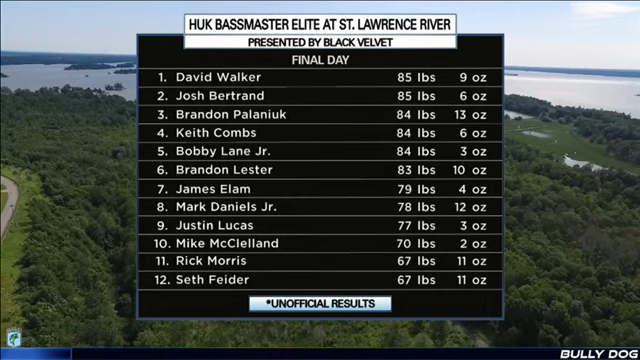 HUK BASSMASTER ELITE AT ST. LAWRENCE RIVER
PRESENTED BY BLACK VELVET
FINAL DAY
1. David Walker 85 lbs 9 oz
2. Josh Bertrand 85 lbs 6 oz
3. Brandon Palaniuk 84 lbs 13 oz
4. Keith Combs 84 lbs 6 oz
5. Bobby Lane Jr. 84 lbs 3 oz
6. Brandon Lester 83 lbs 10 oz
7. James Elam 79 lbs 4 oz
8. Mark Daniels Jr. 78 lbs 12 oz
9. Justin Lucas 77 lbs 3 oz
10. Mike McClelland 70 lbs 2 oz
11. Rick Morris 67 lbs 11 oz
12. Seth Feider 67 lbs 11 oz
*UNOFFICIAL RESULTS
BULLY DOG